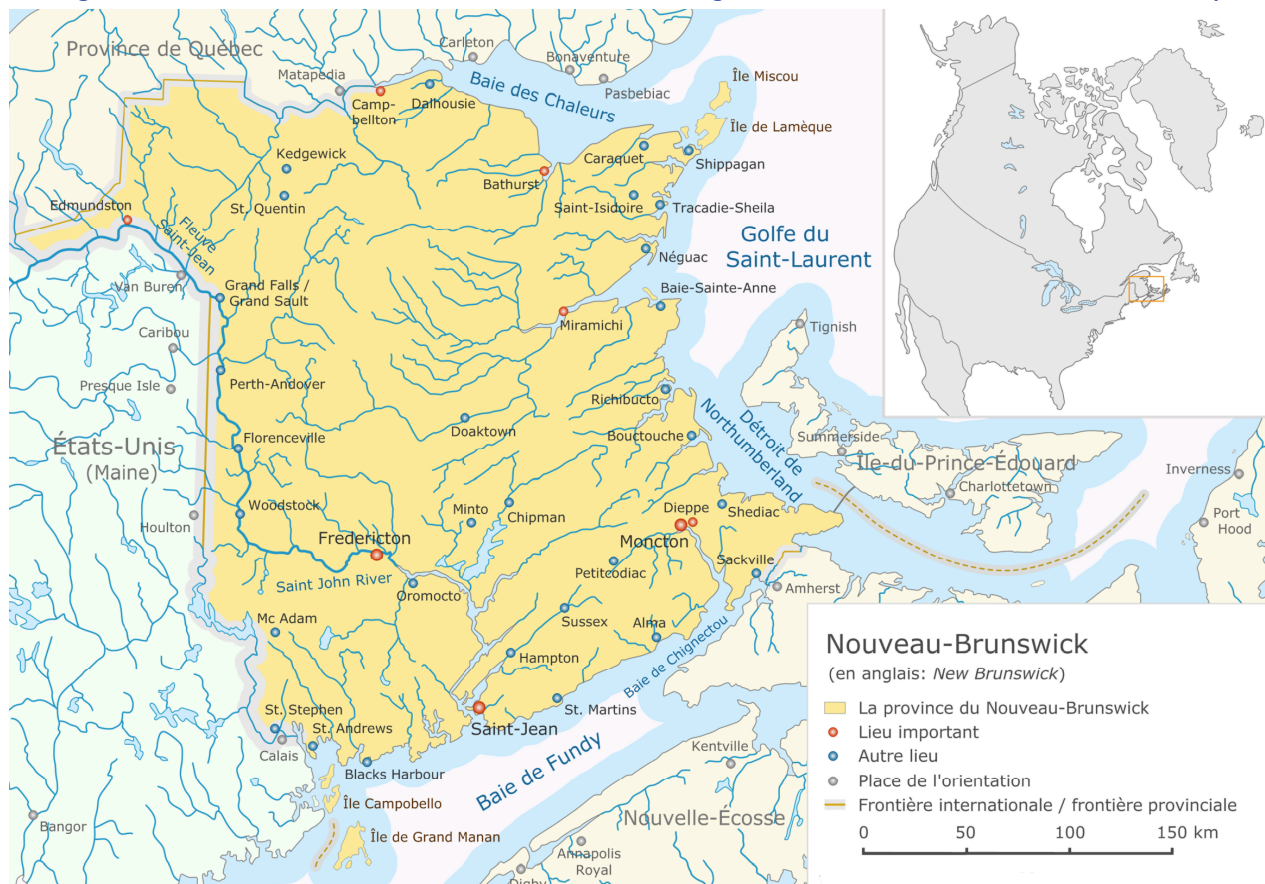 Province de Québec
Carleton
Bonaventure
Matapedia
Pasbebiac
Baie des Chaleurs
Île Miscou
Camp-
bellton
Dalhousie
Île de Lamèque
Kedgewick
Caraquet
Shippagan
Bathurst
St. Quentin
Saint-Isidoire
Tracadie-Sheila
Edmundston
Fleuve
Saint-Jean
Golfe du
Saint-Laurent
Néguac
Van Buren
Grand Falls /
Grand Sault
Baie-Sainte-Anne
Miramichi
Tignish
Caribou
Presque Isle
Perth-Andover
Richibucto
Doaktown
Détroit de
Northumberland
États-Unis
(Maine)
Florenceville
Bouctouche
Summerside
Île-du-Prince-Édouard
Inverness
Charlottetown
Woodstock
Minto
Chipman
Dieppe
Shediac
Houlton
Port
Hood
Fredericton
Moncton
Saint John River
Oromocto
Petitcodiac
Sackville
Amherst
Mc Adam
Sussex
Alma
Hampton
Baie de Chignectou
St. Stephen
St. Andrews
Saint-Jean
St. Martins
Calais
Blacks Harbour
Baie de Fundy
Kentville
Île Campobello
Nouvelle-Écosse
Bangor
Île de Grand Manan
Annapolis
Royal
Digby
Nouveau-Brunswick
(en anglais: New Brunswick)
La province du Nouveau-Brunswick
Lieu important
Autre lieu
Place de l'orientation
Frontière internationale / frontière provinciale
0 50 100 150 km